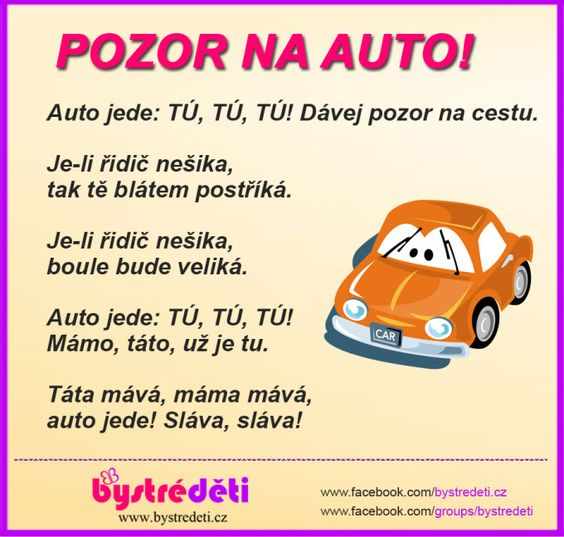 POZOR NA AUTO!
Auto jede: TÚ, TÚ, TÚ! Dávej pozor na cestu.
Je-li řidič nešika,
tak tě blátem postříká.
Je-li řidič nešika,
boule bude veliká.
Auto jede: TÚ, TÚ, TÚ!
Mámo, táto, už je tu.
Táta mává, máma mává,
auto jede! Sláva, sláva!
CAR
bystréděti
www.bystredeti.cz
www.facebook.com/bystredeti.cz
www.facebook.com/groups/bystredeti